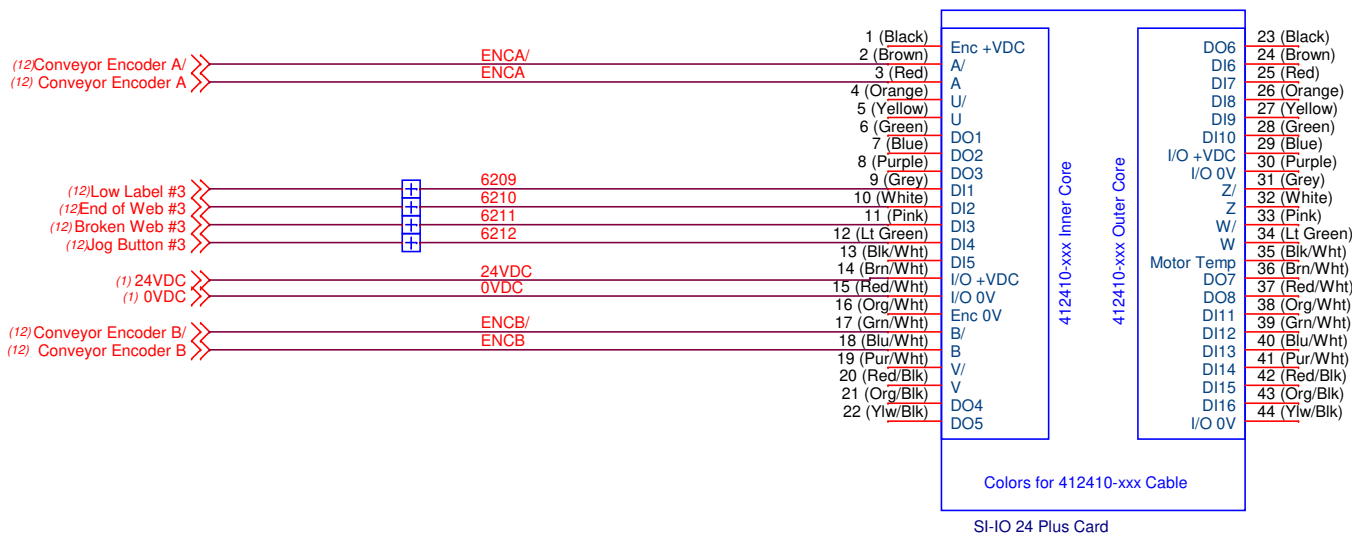 (12)Conveyor Encoder A/
(12) Conveyor Encoder A
(12)Low Label #3
(12)End of Web #3
(12)Broken Web #3
(12)Jog Button #3
(1) 24VDC
(1) 0VDC
(12)Conveyor Encoder B/
(12) Conveyor Encoder B
ENCA/
ENCA
6209
6210
6211
6212
24VDC
0VDC
ENCB/
ENCB
1 (Black)
2 (Brown)
3 (Red)
4 (Orange)
5 (Yellow)
6 (Green)
7 (Blue)
8 (Purple)
9 (Grey)
10 (White)
11 (Pink)
12 (Lt Green)
13 (Blk/Wht)
14 (Brn/Wht)
15 (Red/Wht)
16 (Org/Wht)
17 (Grn/Wht)
18 (Blu/Wht)
19 (Pur/Wht)
20 (Red/Blk)
21 (Org/Blk)
22 (Ylw/Blk)
Enc +VDC
A/
A
U/
U
DO1
DO2
DO3
DI1
DI2
DI3
DI4
DI5
I/O +VDC
I/O 0V
Enc 0V
B/
B
V/
V
DO4
DO5
412410-xxx Inner Core
412410-xxx Outer Core
DO6
DI6
DI7
DI8
DI9
DI10
I/O +VDC
I/O 0V
Z/
Z
W/
W
Motor Temp
DO7
DO8
DI11
DI12
DI13
DI14
DI15
DI16
I/O 0V
23 (Black)
24 (Brown)
25 (Red)
26 (Orange)
27 (Yellow)
28 (Green)
29 (Blue)
30 (Purple)
31 (Grey)
32 (White)
33 (Pink)
34 (Lt Green)
35 (Blk/Wht)
36 (Brn/Wht)
37 (Red/Wht)
38 (Org/Wht)
39 (Grn/Wht)
40 (Blu/Wht)
41 (Pur/Wht)
42 (Red/Blk)
43 (Org/Blk)
44 (Ylw/Blk)
Colors for 412410-xxx Cable
SI-IO 24 Plus Card